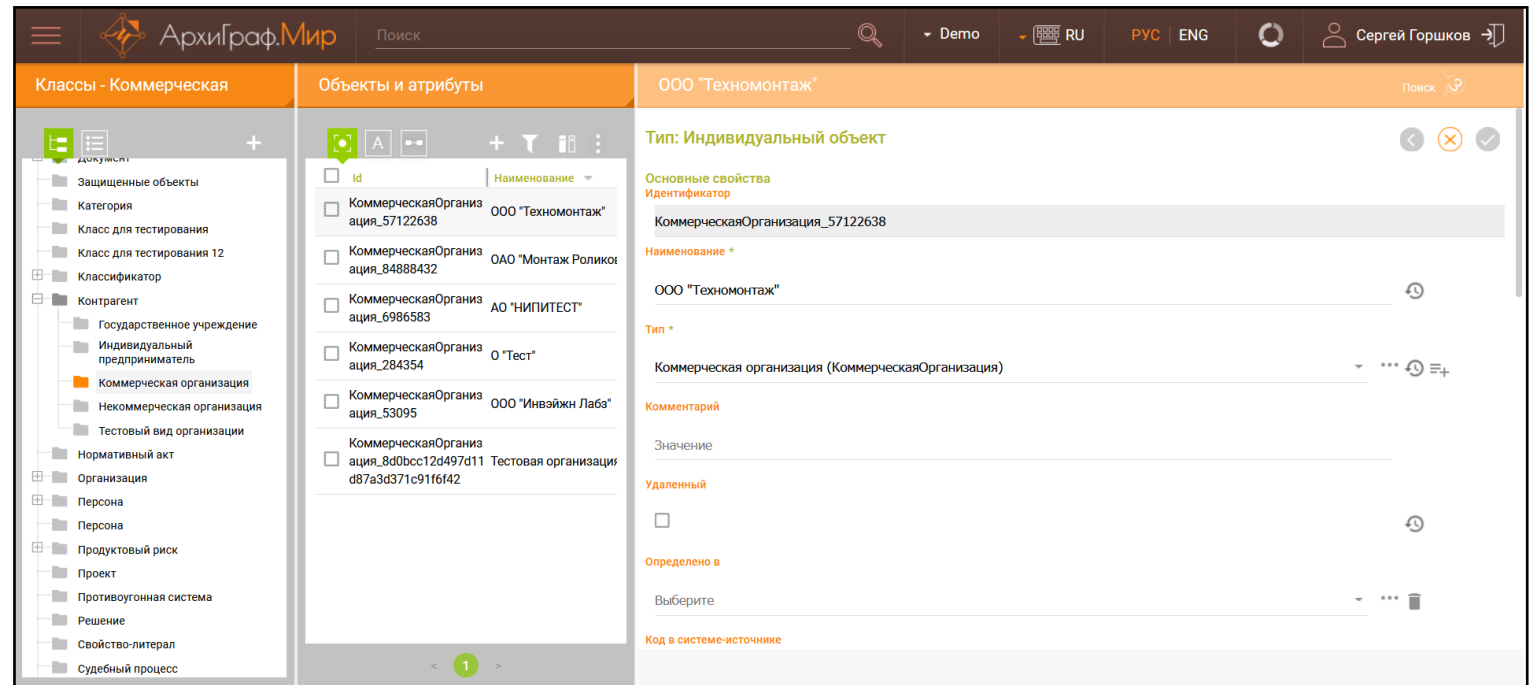 АрхиГраф.Мир
Поиск
Demo
RU
РУС ENG
Сергей Горшков
Классы - Коммерческая
Объекты и атрибуты
ООО "Техномонтаж"
Поиск
Документ
Защищенные объекты
Категория
Класс для тестирования
Класс для тестирования 12
Классификатор
Контрагент
Государственное учреждение
Индивидуальный
предприниматель
Коммерческая организация
Некоммерческая организация
Тестовый вид организации
Нормативный акт
Организация
Персона
Персона
Продуктовый риск
Проект
Противоугонная система
Решение
Свойство-литерал
Судебный процесс
A
Id Наименование
КоммерческаяОрганиз
ация_57122638
ООО "Техномонтаж"
КоммерческаяОрганиз
ация_84888432
ОАО "Монтаж Роликов
КоммерческаяОрганиз
ация_6986583
АО "НИПИТЕСТ"
КоммерческаяОрганиз
ация_284354
О "Тест"
КоммерческаяОрганиз
ация_53095
ООО "Инвэйжн Лабз"
КоммерческаяОрганиз
ация_8d0bcc12d497d11
d87a3d371c91f6f42
Тестовая организация
< 1 >
Тип: Индивидуальный объект
Основные свойства
Идентификатор
КоммерческаяОрганизация_57122638
Наименование *
ООО "Техномонтаж"
Тип *
Коммерческая организация (КоммерческаяОрганизация)
Комментарий
Значение
Удаленный
Определено в
Выберите
Код в системе-источнике